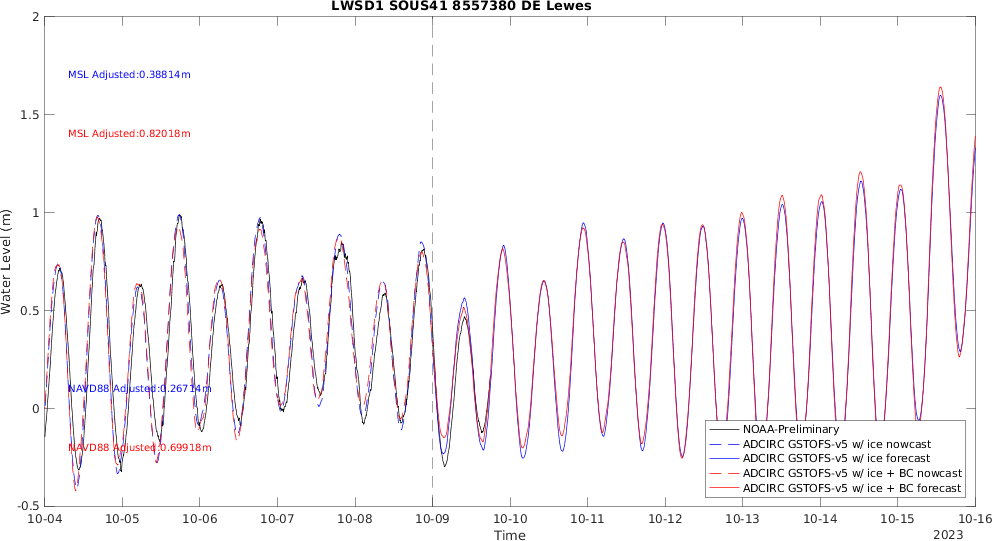 LWSD1 SOUS41 8557380 DE Lewes
2
1.5
1
0.5
0
-0.5
Water Level (m)
MSL Adjusted:0.38814m
MSL Adjusted:0.82018m
NAVD88 Adjusted:0.26714m
NAVD88 Adjusted:0.69918m
NOAA-Preliminary
ADCIRC GSTOFS-v5 w/ ice nowcast
ADCIRC GSTOFS-v5 w/ ice forecast
ADCIRC GSTOFS-v5 w/ ice + BC nowcast
ADCIRC GSTOFS-v5 w/ ice + BC forecast
10-04 10-05 10-06 10-07 10-08 10-09 10-10 10-11 10-12 10-13 10-14 10-15 10-16
Time
2023